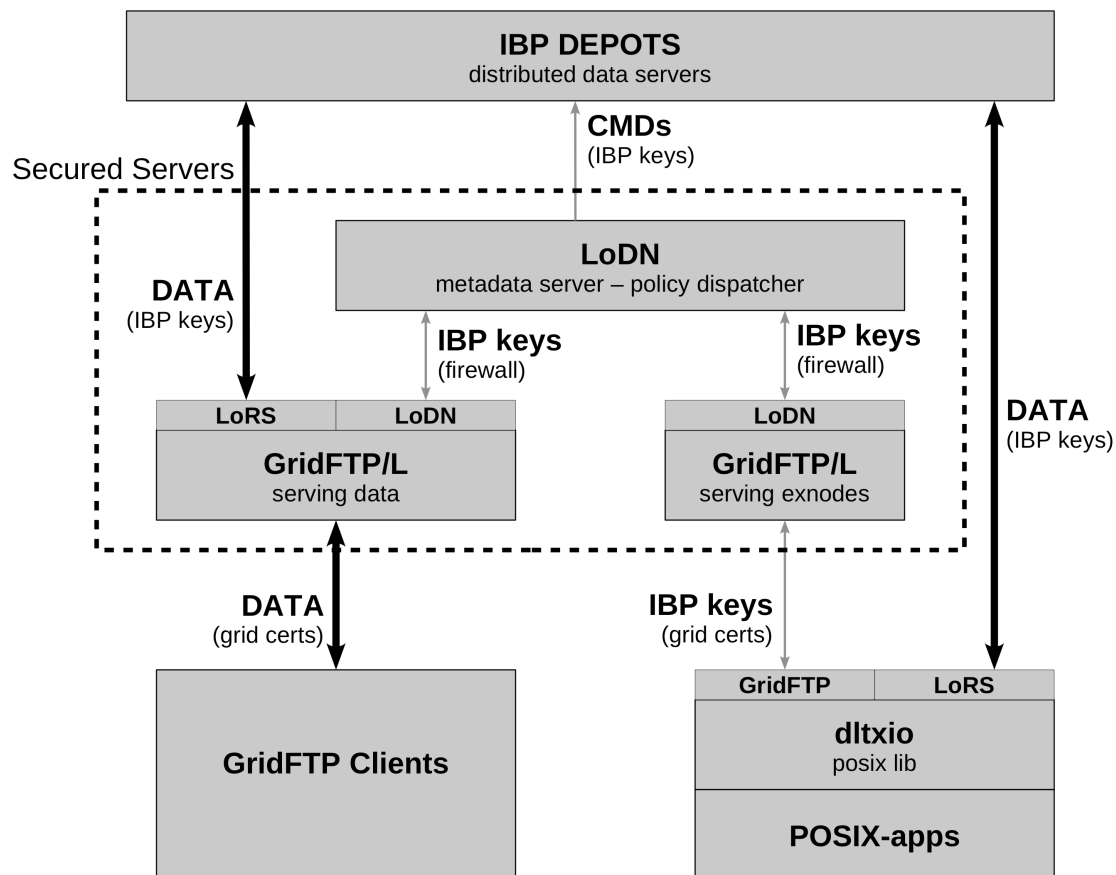 IBP DEPOTS
distributed data servers
CMDs
(IBP keys)
Secured Servers
LoDN
metadata server – policy dispatcher
DATA
(IBP keys)
IBP keys
(firewall)
IBP keys
(firewall)
DATA
(IBP keys)
LoRS
LoDN
GridFTP/L
serving data
LoDN
GridFTP/L
serving exnodes
DATA
(grid certs)
IBP keys
(grid certs)
GridFTP Clients
GridFTP
LoRS
dltxio
posix lib
POSIX-apps